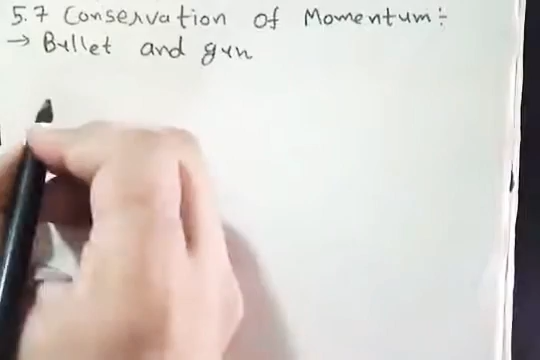 5.7 Conservation of Momentum:-
→ Bullet and gun